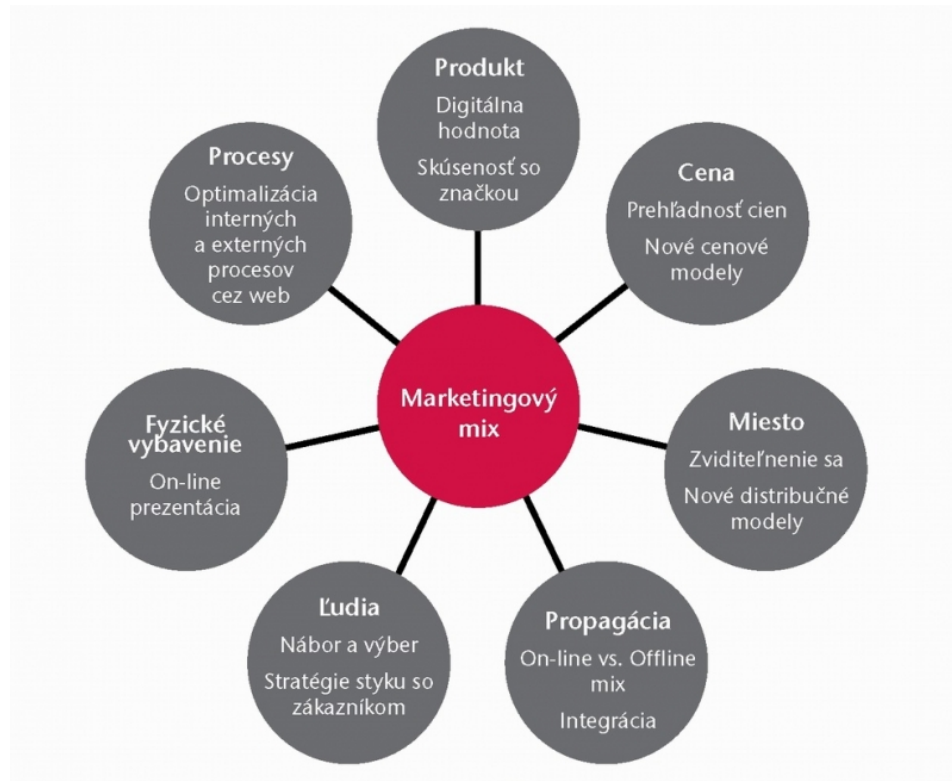 Produkt
Digitálna
hodnota
Skúsenosť so
značkou
Cena
Prehľadnosť cien
Nové cenové
modely
Miesto
Zviditeľnenie sa
Nové distribučné
modely
Propagácia
On-line vs. Offline
mix
Integrácia
Ľudia
Nábor a výber
Stratégie styku so
zákazníkom
Fyzické
vybavenie
On-line
prezentácia
Procesy
Optimalizácia
interných
a externých
procesov
cez web
Marketingový
mix